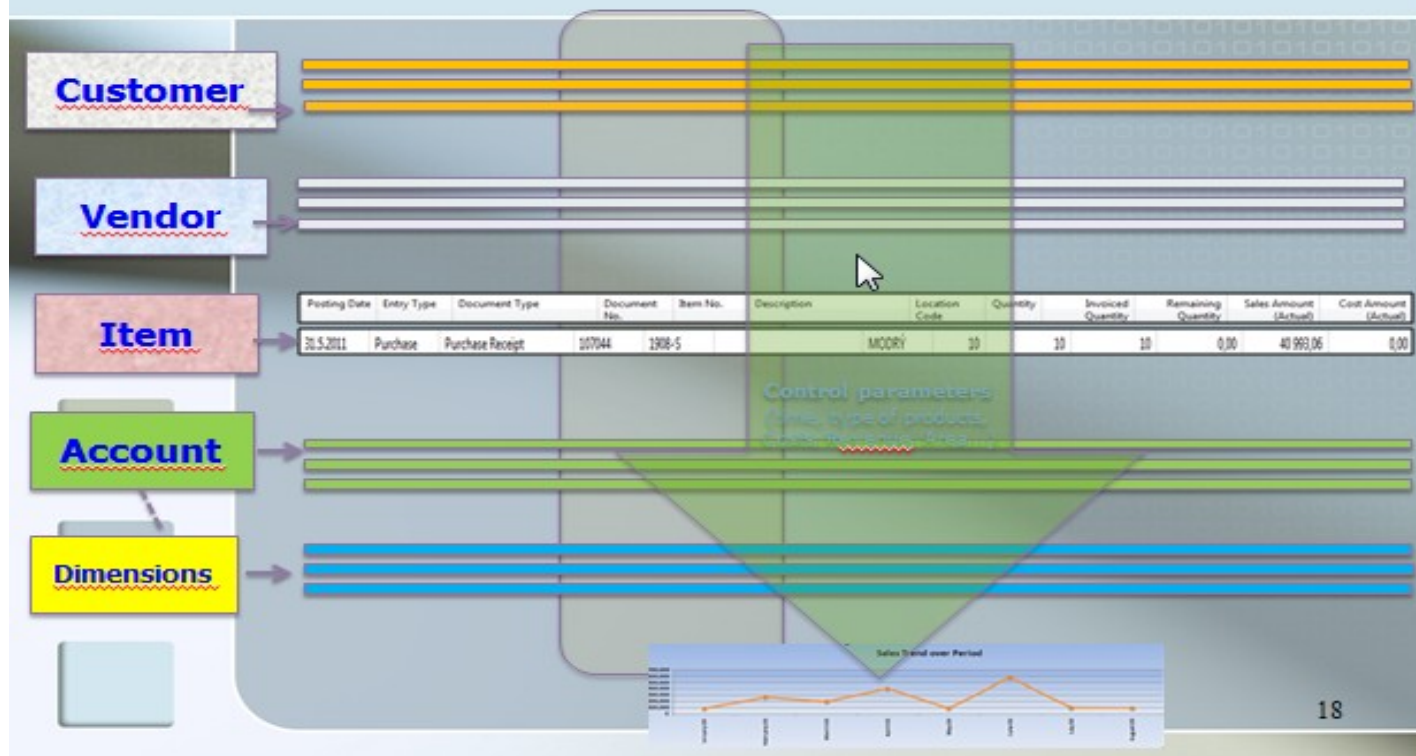 Customer
Vendor
Posting Date Entry Type Document Type Document No. Item No. Description Location Code Quantity Invoiced Quantity Remaining Quantity Sales Amount (Actual) Cost Amount (Actual)
Item
31.5.2011 Purchase Purchase Receipt 107044 1908-S MODRÝ 10 10 10 0,00 40 993,06 0,00
Control parameters
(time, type of products,
Area
Account
Dimensions
Sales Trend over Period
18